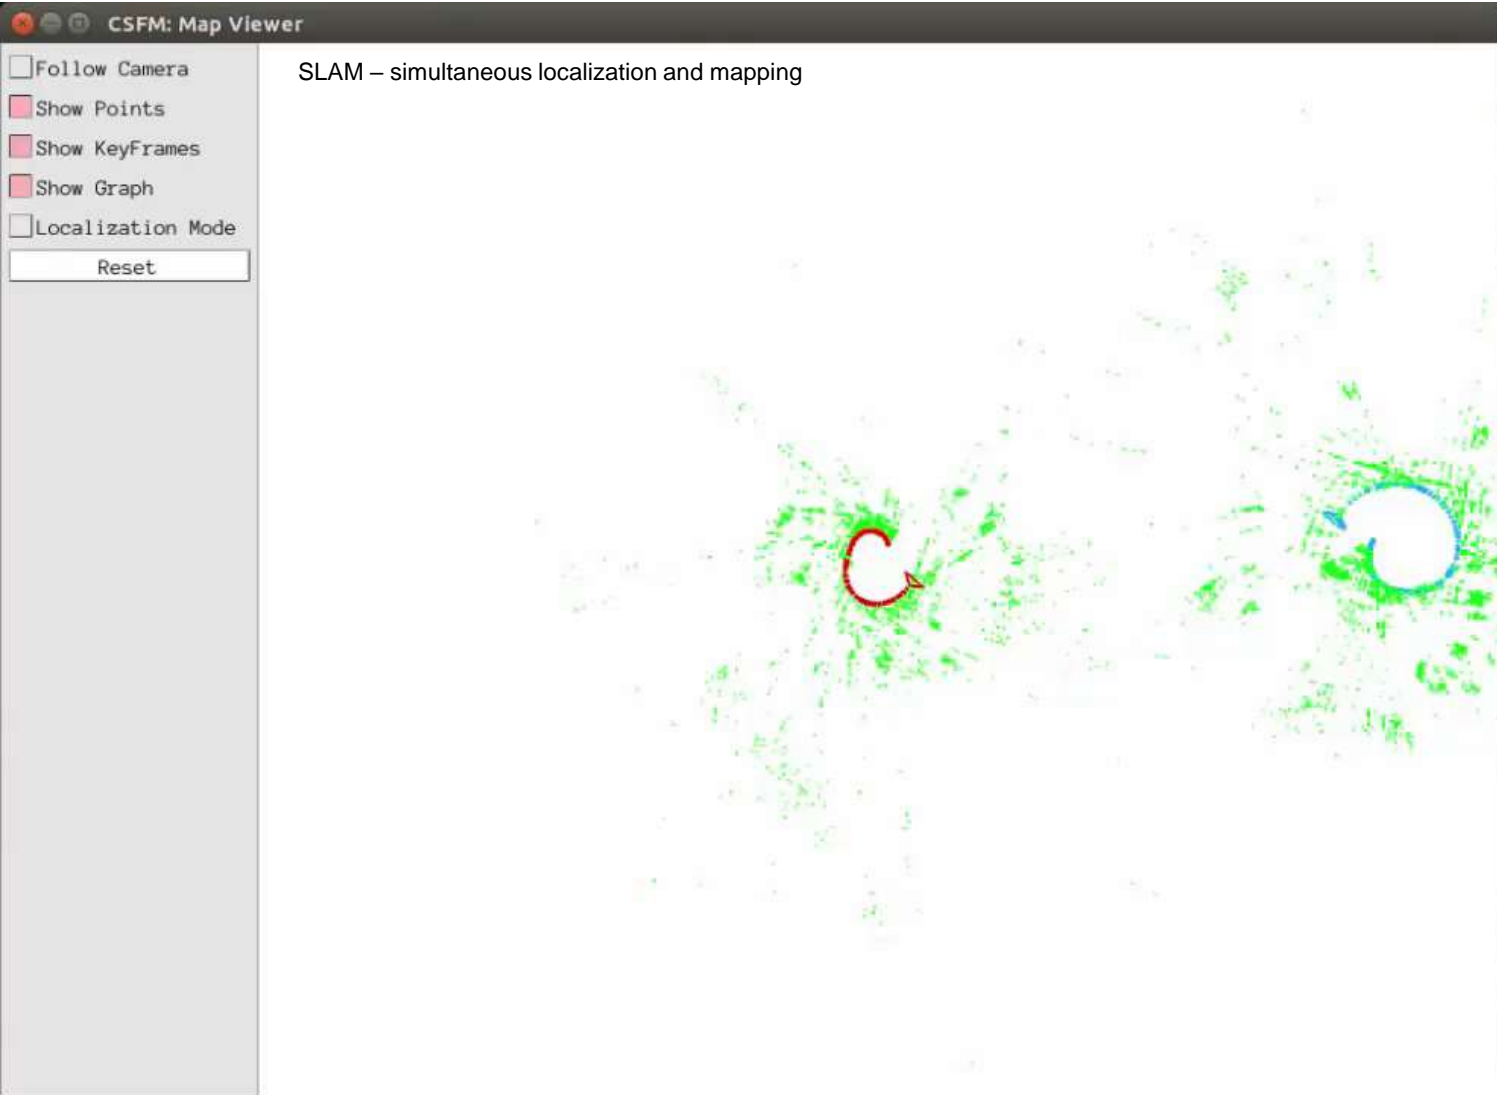 CSFM: Map Viewer
Follow Camera
SLAM – simultaneous localization and mapping
Show Points
Show KeyFrames
Show Graph
Localization Mode
Reset